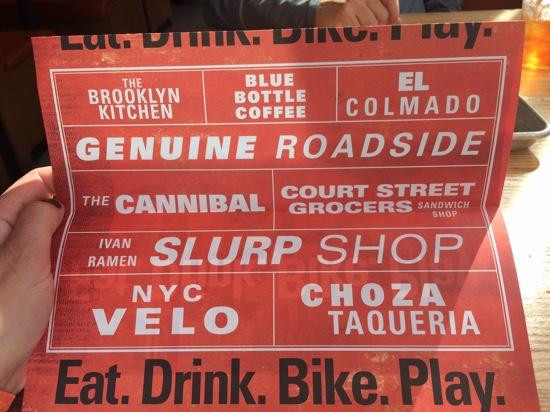 Eat. Drink. Bike. Play.
THE BROOKLYN KITCHEN
BLUE BOTTLE COFFEE
EL COLMADO
GENUINE ROADSIDE
THE CANNIBAL
COURT STREET GROCERS SANDWICH SHOP
IVAN RAMEN SLURP SHOP
NYC VELO
CHOZA TAQUERIA
Eat. Drink. Bike. Play.